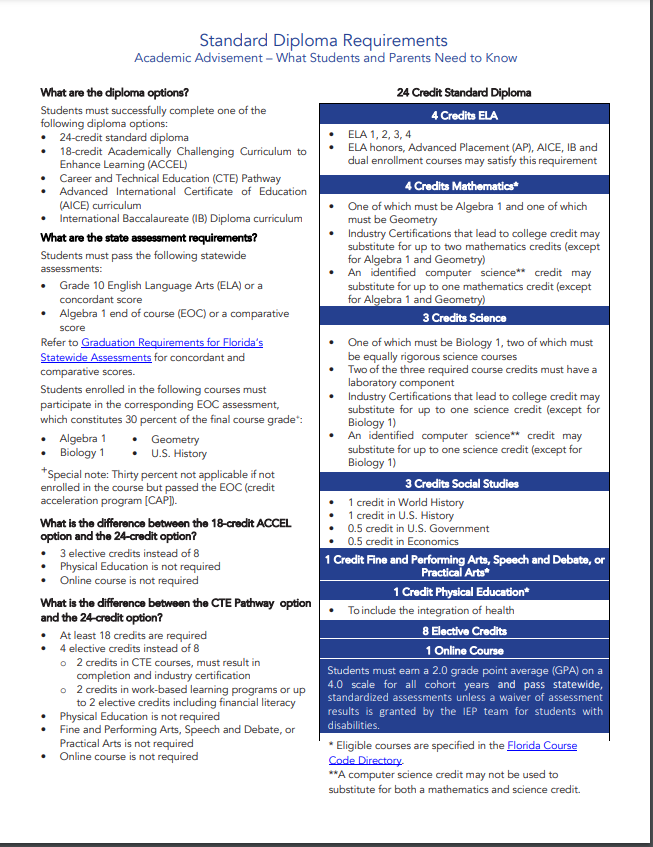 Standard Diploma Requirements
Academic Advisement – What Students and Parents Need to Know
What are the diploma options?
Students must successfully complete one of the
following diploma options:
• 24-credit standard diploma
• 18-credit Academically Challenging Curriculum to
Enhance Learning (ACCEL)
• Career and Technical Education (CTE) Pathway
• Advanced International Certificate of Education
(AICE) curriculum
• International Baccalaureate (IB) Diploma curriculum
What are the state assessment requirements?
Students must pass the following statewide
assessments:
• Grade 10 English Language Arts (ELA) or a
concordant score
• Algebra 1 end of course (EOC) or a comparative
score
Refer to Graduation Requirements for Florida's
Statewide Assessments for concordant and
comparative scores.
Students enrolled in the following courses must
participate in the corresponding EOC assessment,
which constitutes 30 percent of the final course grade+:
• Algebra 1 • Geometry
• Biology 1 • U.S. History
+Special note: Thirty percent not applicable if not
enrolled in the course but passed the EOC (credit
acceleration program [CAP]).
What is the difference between the 18-credit ACCEL
option and the 24-credit option?
• 3 elective credits instead of 8
• Physical Education is not required
• Online course is not required
What is the difference between the CTE Pathway option
and the 24-credit option?
• At least 18 credits are required
• 4 elective credits instead of 8
o 2 credits in CTE courses, must result in
completion and industry certification
o 2 credits in work-based learning programs or up
to 2 elective credits including financial literacy
• Physical Education is not required
• Fine and Performing Arts, Speech and Debate, or
Practical Arts is not required
• Online course is not required
24 Credit Standard Diploma
4 Credits ELA
• ELA 1, 2, 3, 4
• ELA honors, Advanced Placement (AP), AICE, IB and
dual enrollment courses may satisfy this requirement
4 Credits Mathematics*
• One of which must be Algebra 1 and one of which
must be Geometry
• Industry Certifications that lead to college credit may
substitute for up to two mathematics credits (except
for Algebra 1 and Geometry)
• An identified computer science** credit may
substitute for up to one mathematics credit (except
for Algebra 1 and Geometry)
3 Credits Science
• One of which must be Biology 1, two of which must
be equally rigorous science courses
• Two of the three required course credits must have a
laboratory component
• Industry Certifications that lead to college credit may
substitute for up to one science credit (except for
Biology 1)
• An identified computer science** credit may
substitute for up to one science credit (except for
Biology 1)
3 Credits Social Studies
• 1 credit in World History
• 1 credit in U.S. History
• 0.5 credit in U.S. Government
• 0.5 credit in Economics
1 Credit Fine and Performing Arts, Speech and Debate, or
Practical Arts*
1 Credit Physical Education*
• To include the integration of health
8 Elective Credits
1 Online Course
Students must earn a 2.0 grade point average (GPA) on a
4.0 scale for all cohort years and pass statewide,
standardized assessments unless a waiver of assessment
results is granted by the IEP team for students with
disabilities.
* Eligible courses are specified in the Florida Course
Code Directory.
**A computer science credit may not be used to
substitute for both a mathematics and science credit.